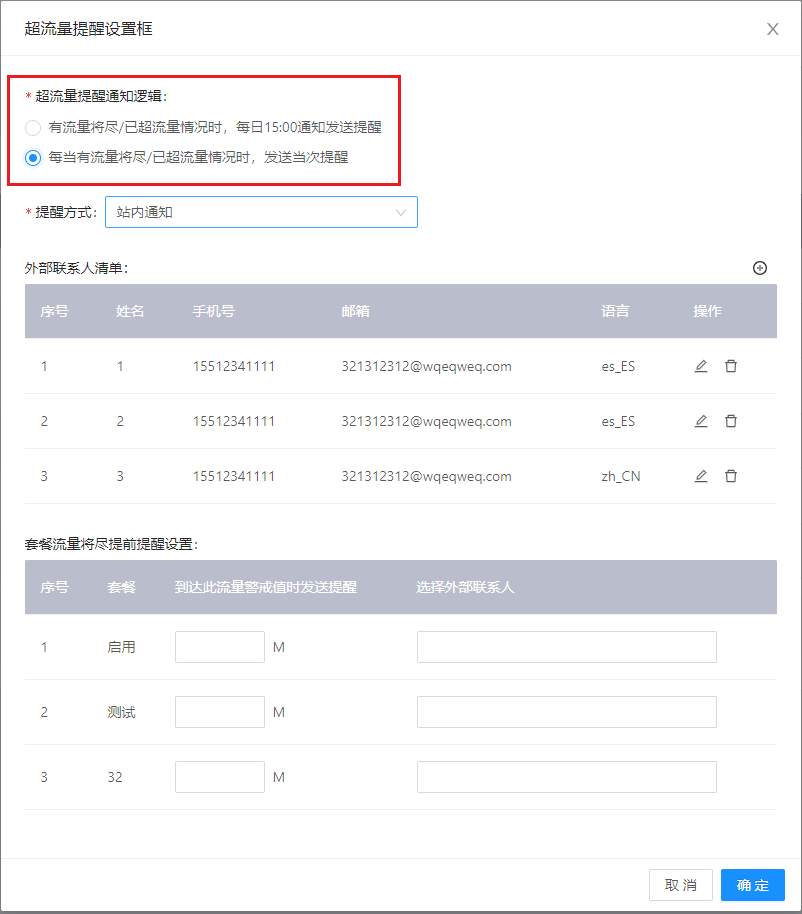 超流量提醒设置框
* 超流量提醒通知逻辑：
有流量将尽/已超流量情况时，每日15:00通知发送提醒
每当有流量将尽/已超流量情况时，发送当次提醒
* 提醒方式： 站内通知
外部联系人清单：
序号 姓名 手机号 邮箱 语言 操作
1 1 15512341111 321312312@wqeqweq.com es_ES
2 2 15512341111 321312312@wqeqweq.com es_ES
3 3 15512341111 321312312@wqeqweq.com zh_CN
套餐流量将尽提前提醒设置：
序号 套餐 到达此流量警戒值时发送提醒 选择外部联系人
1 启用 M
2 测试 M
3 32 M
取 消 确 定